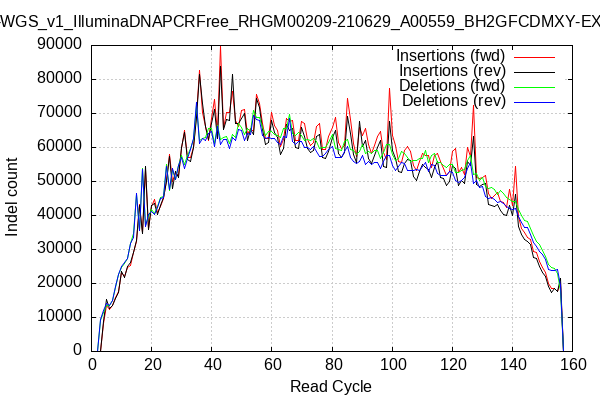 -WGS_v1_IlluminaDNAPCRFree_RHGM00209-210629_A00559_BH2GFCDMXY-EX
90000
80000
70000
60000
50000
40000
30000
20000
10000
0
Indel count
Insertions (fwd)
Insertions (rev)
Deletions (fwd)
Deletions (rev)
0 20 40 60 80 100 120 140 160
Read Cycle